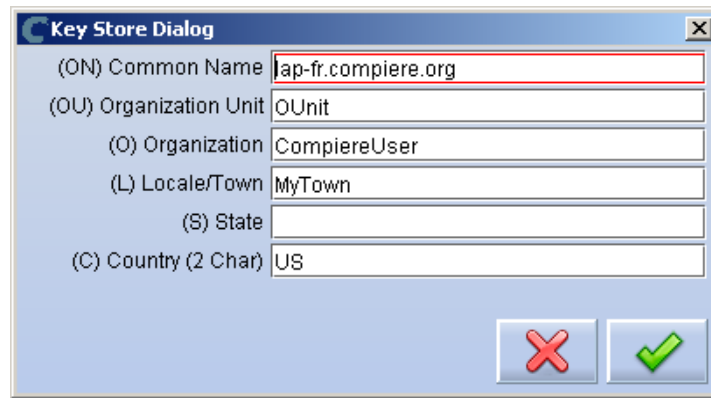 Key Store Dialog
(ON) Common Name lap-fr.compiere.org
(OU) Organization Unit OUnit
(O) Organization CompiereUser
(L) Locale/Town MyTown
(S) State
(C) Country (2 Char) US